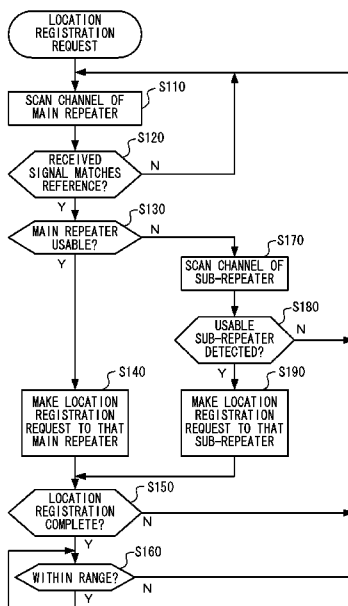 LOCATION
REGISTRATION
REQUEST
S110
SCAN CHANNEL OF
MAIN REPEATER
S120
RECEIVED
SIGNAL MATCHES
REFERENCE?
N
Y
S130
MAIN REPEATER
USABLE?
N
Y
S170
SCAN CHANNEL OF
SUB-REPEATER
S180
USABLE
SUB-REPEATER
DETECTED?
N
Y
S140
MAKE LOCATION
REGISTRATION
REQUEST TO THAT
MAIN REPEATER
S190
MAKE LOCATION
REGISTRATION
REQUEST TO THAT
SUB-REPEATER
S150
LOCATION
REGISTRATION
COMPLETE?
N
Y
S160
WITHIN RANGE?
N
Y